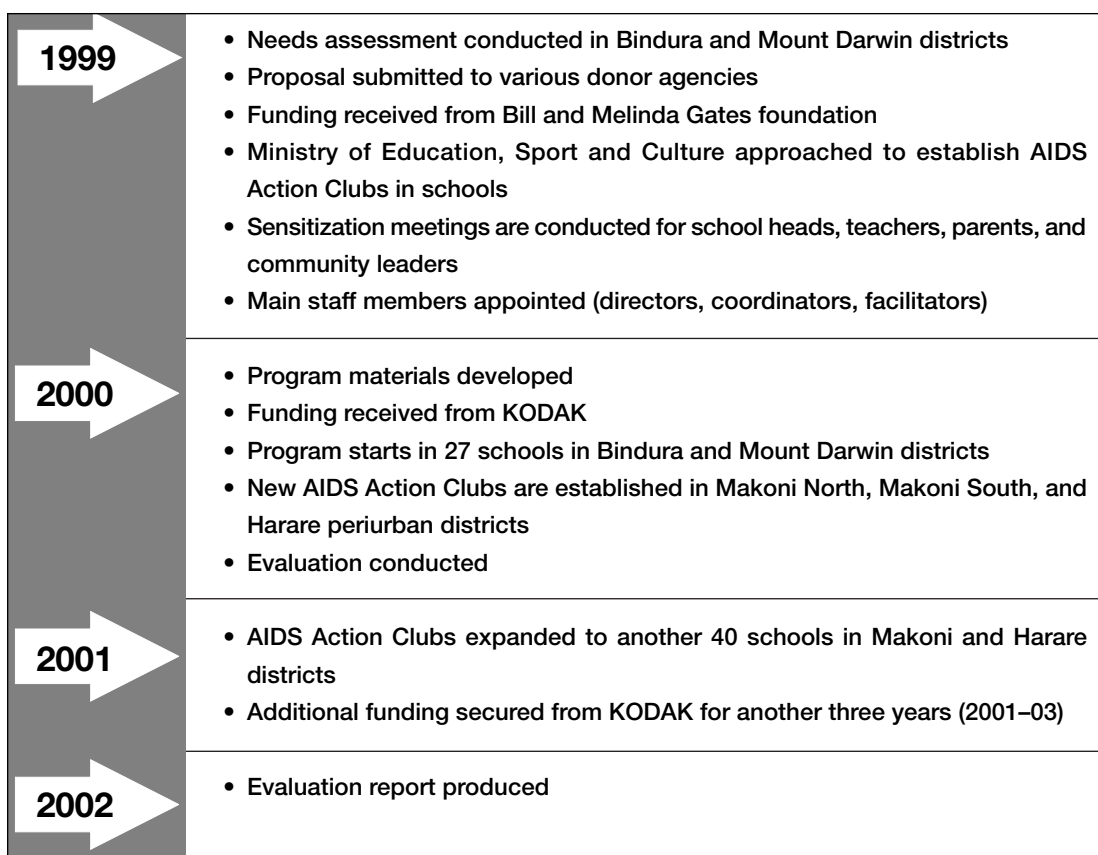 1999
• Needs assessment conducted in Bindura and Mount Darwin districts
• Proposal submitted to various donor agencies
• Funding received from Bill and Melinda Gates foundation
• Ministry of Education, Sport and Culture approached to establish AIDS
Action Clubs in schools
• Sensitization meetings are conducted for school heads, teachers, parents, and
community leaders
• Main staff members appointed (directors, coordinators, facilitators)
2000
• Program materials developed
• Funding received from KODAK
• Program starts in 27 schools in Bindura and Mount Darwin districts
• New AIDS Action Clubs are established in Makoni North, Makoni South, and
Harare periurban districts
• Evaluation conducted
2001
• AIDS Action Clubs expanded to another 40 schools in Makoni and Harare
districts
• Additional funding secured from KODAK for another three years (2001–03)
2002
• Evaluation report produced